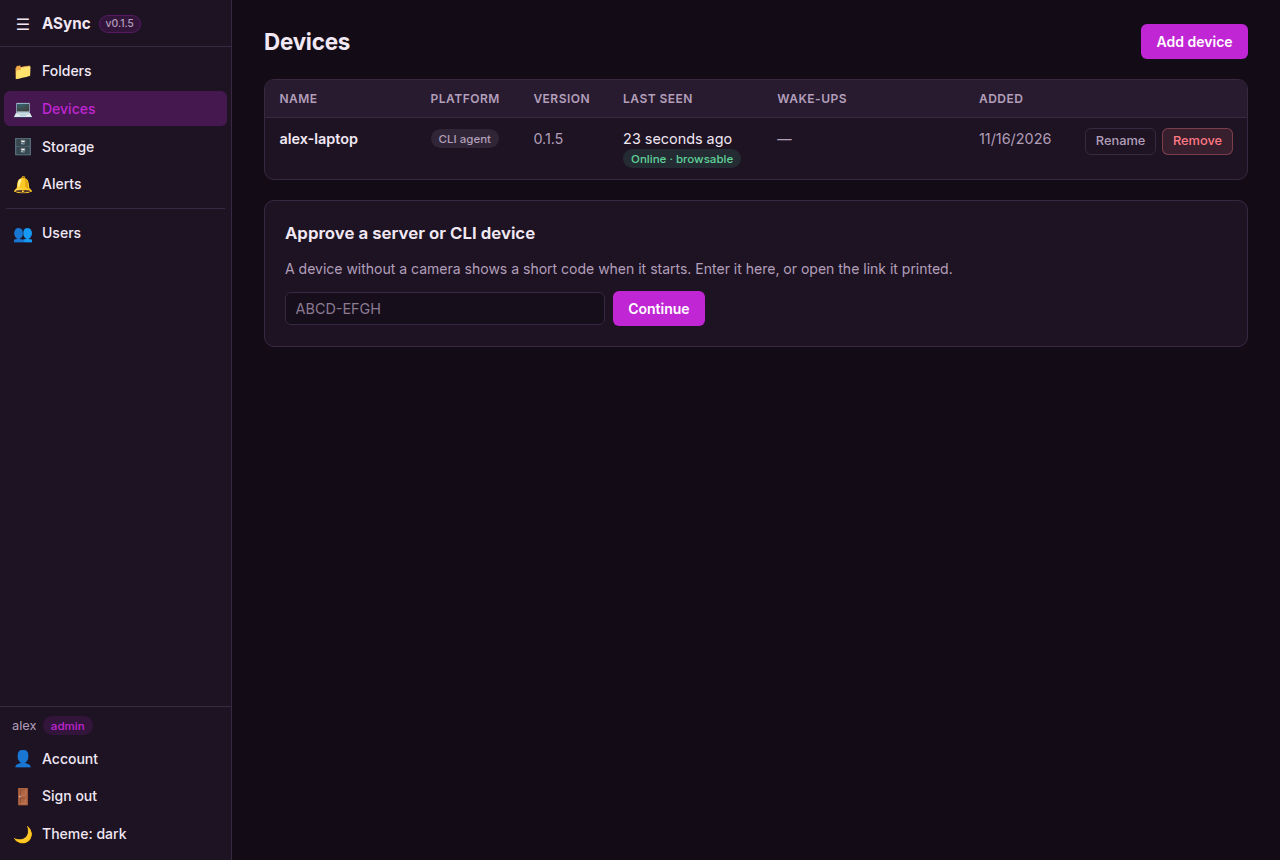 ☰ ASync v0.1.5
Folders
Devices
Storage
Alerts
Users
alex admin
Account
Sign out
Theme: dark
Devices
Add device
NAME PLATFORM VERSION LAST SEEN WAKE-UPS ADDED
alex-laptop CLI agent 0.1.5 23 seconds ago — 11/16/2026 Rename Remove
Online · browsable
Approve a server or CLI device
A device without a camera shows a short code when it starts. Enter it here, or open the link it printed.
ABCD-EFGH Continue